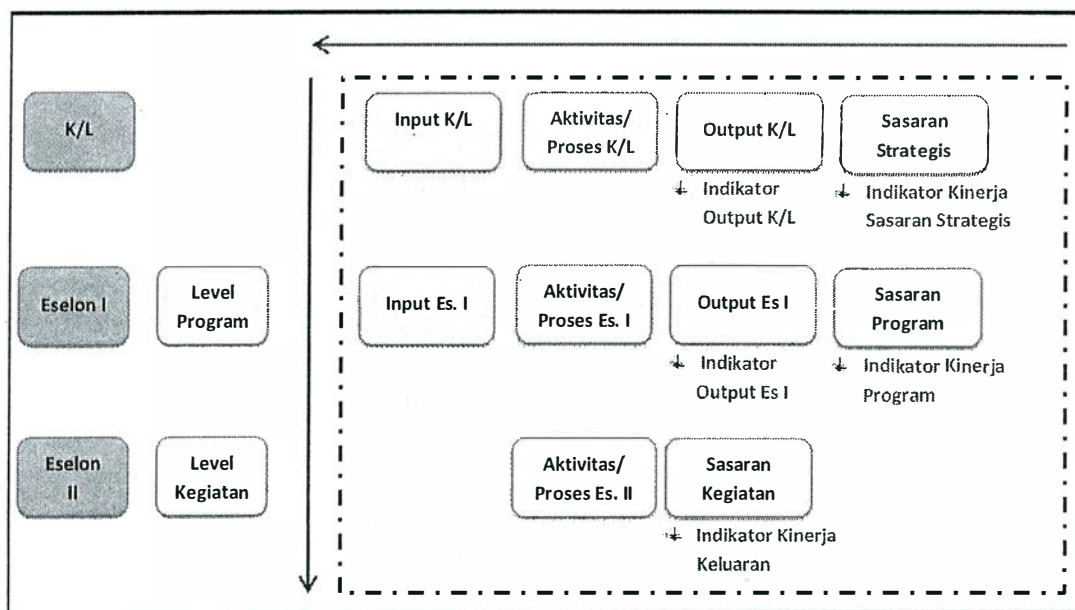 K/L
Input K/L
Aktivitas/
Proses K/L
Output K/L
Sasaran
Strategis
Indikator
Output K/L
Indikator Kinerja
Sasaran Strategis
Eselon I
Level
Program
Input Es. I
Aktivitas/
Proses Es. I
Output Es I
Sasaran
Program
Indikator
Output Es I
Indikator Kinerja
Program
Eselon
II
Level
Kegiatan
Aktivitas/
Proses Es. II
Sasaran
Kegiatan
Indikator Kinerja
Keluaran